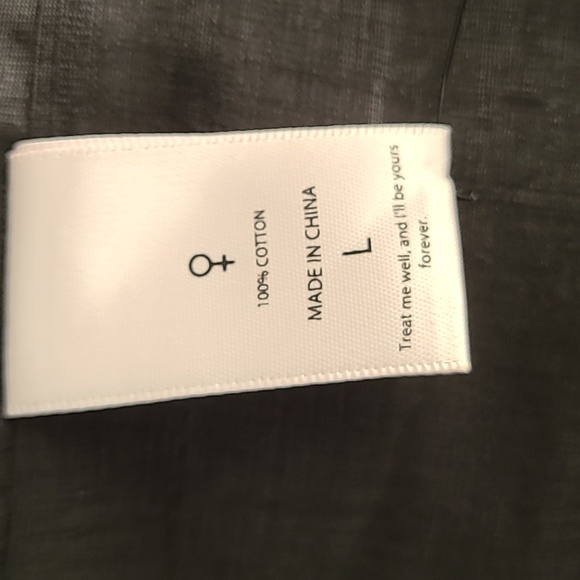 100% COTTON
MADE IN CHINA
L
Treat me well, and I'll be yours
forever.